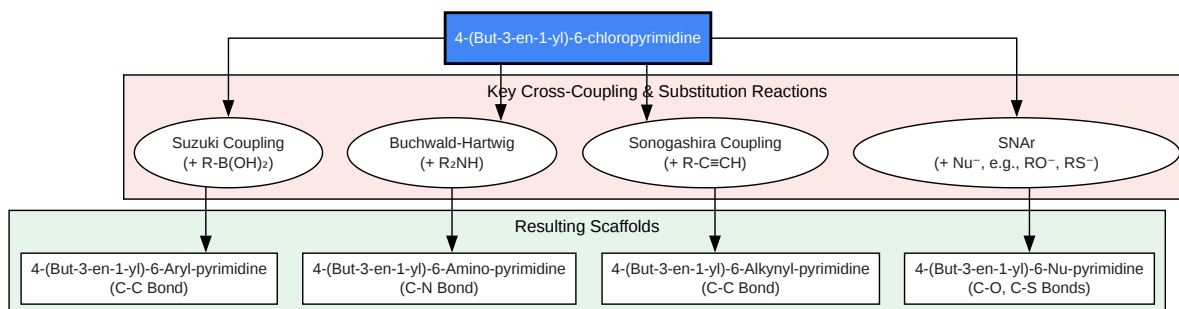 4-(But-3-en-1-yl)-6-chloropyrimidine
Key Cross-Coupling & Substitution Reactions
Suzuki Coupling
(+ R-B(OH)₂)
Buchwald-Hartwig
(+ R₂NH)
Sonogashira Coupling
(+ R-C≡CH)
SNAr
(+ Nu⁻, e.g., RO⁻, RS⁻)
Resulting Scaffolds
4-(But-3-en-1-yl)-6-Aryl-pyrimidine
(C-C Bond)
4-(But-3-en-1-yl)-6-Amino-pyrimidine
(C-N Bond)
4-(But-3-en-1-yl)-6-Alkynyl-pyrimidine
(C-C Bond)
4-(But-3-en-1-yl)-6-Nu-pyrimidine
(C-O, C-S Bonds)